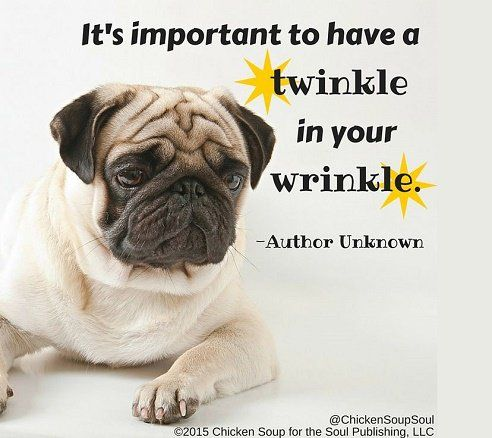 It's important to have a
twinkle
in your
wrinkle.
-Author Unknown
@ChickenSoupSoul
©2015 Chicken Soup for the Soul Publishing, LLC